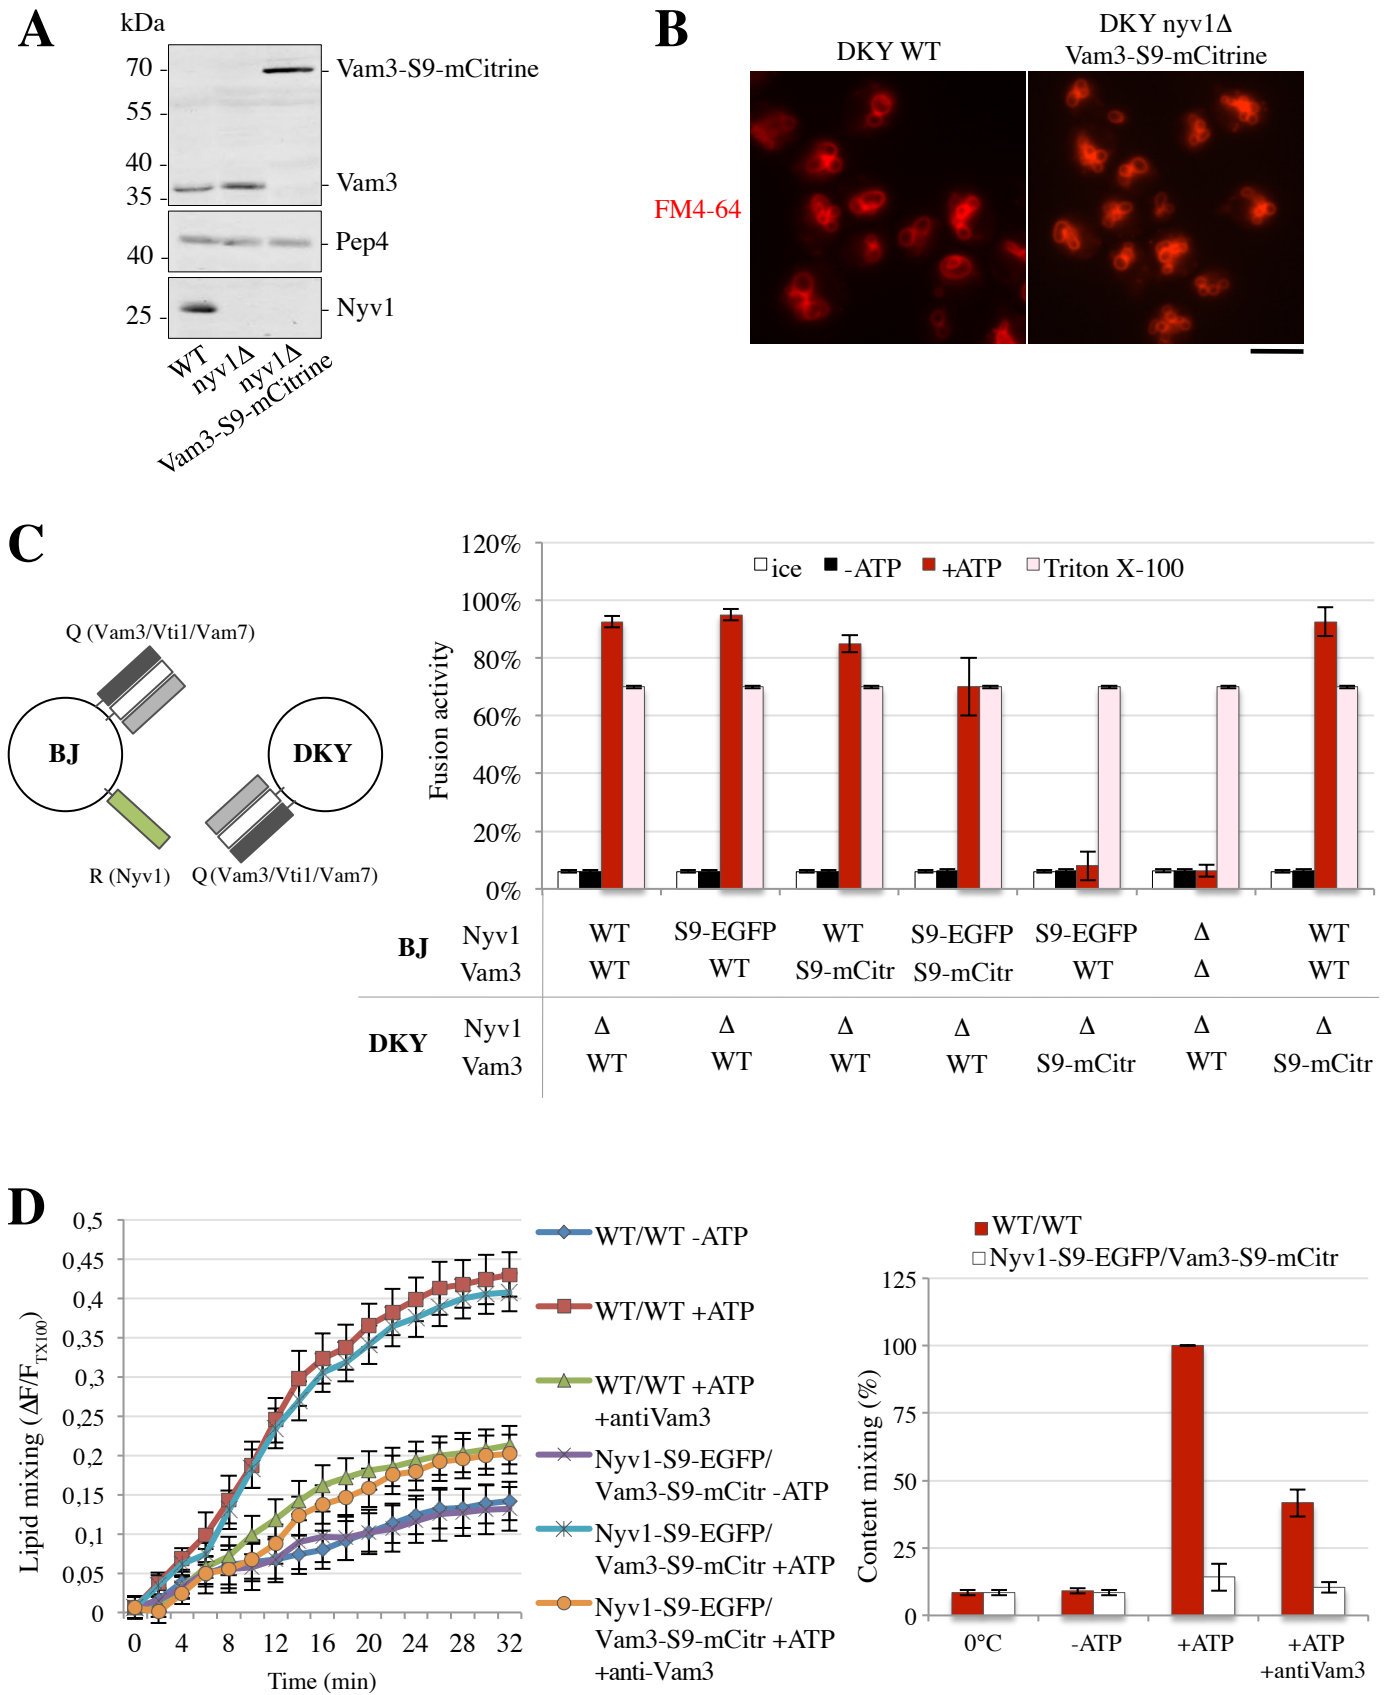 A
kDa
70
55
40
35
40
25
Vam3-S9-mCitrine
Vam3
Pep4
Nyv1
WT
nyv1Δ
nyv1Δ
Vam3-S9-mCitrine
B
DKY WT
DKY nyv1Δ
Vam3-S9-mCitrine
FM4-64
C
Q (Vam3/Vti1/Vam7)
BJ
DKY
R (Nyv1)
Q (Vam3/Vti1/Vam7)
Fusion activity
120%
100%
80%
60%
40%
20%
0%
ice -ATP +ATP Triton X-100
BJ
Nyv1 WT S9-EGFP WT S9-EGFP S9-EGFP Δ WT
Vam3 WT WT S9-mCitr S9-mCitr WT Δ WT
DKY
Nyv1 Δ Δ Δ Δ Δ Δ Δ
Vam3 WT WT WT WT S9-mCitr WT S9-mCitr
D
Lipid mixing (ΔF/F TX100)
0,5
0,45
0,4
0,35
0,3
0,25
0,2
0,15
0,1
0,05
0
0 4 8 12 16 20 24 28 32
Time (min)
WT/WT -ATP
WT/WT +ATP
WT/WT +ATP
+antiVam3
Nyv1-S9-EGFP/
Vam3-S9-mCitr -ATP
Nyv1-S9-EGFP/
Vam3-S9-mCitr +ATP
Nyv1-S9-EGFP/
Vam3-S9-mCitr +ATP
+anti-Vam3
WT/WT
Nyv1-S9-EGFP/Vam3-S9-mCitr
Content mixing (%)
125
100
75
50
25
0
0°C -ATP +ATP +ATP
+antiVam3